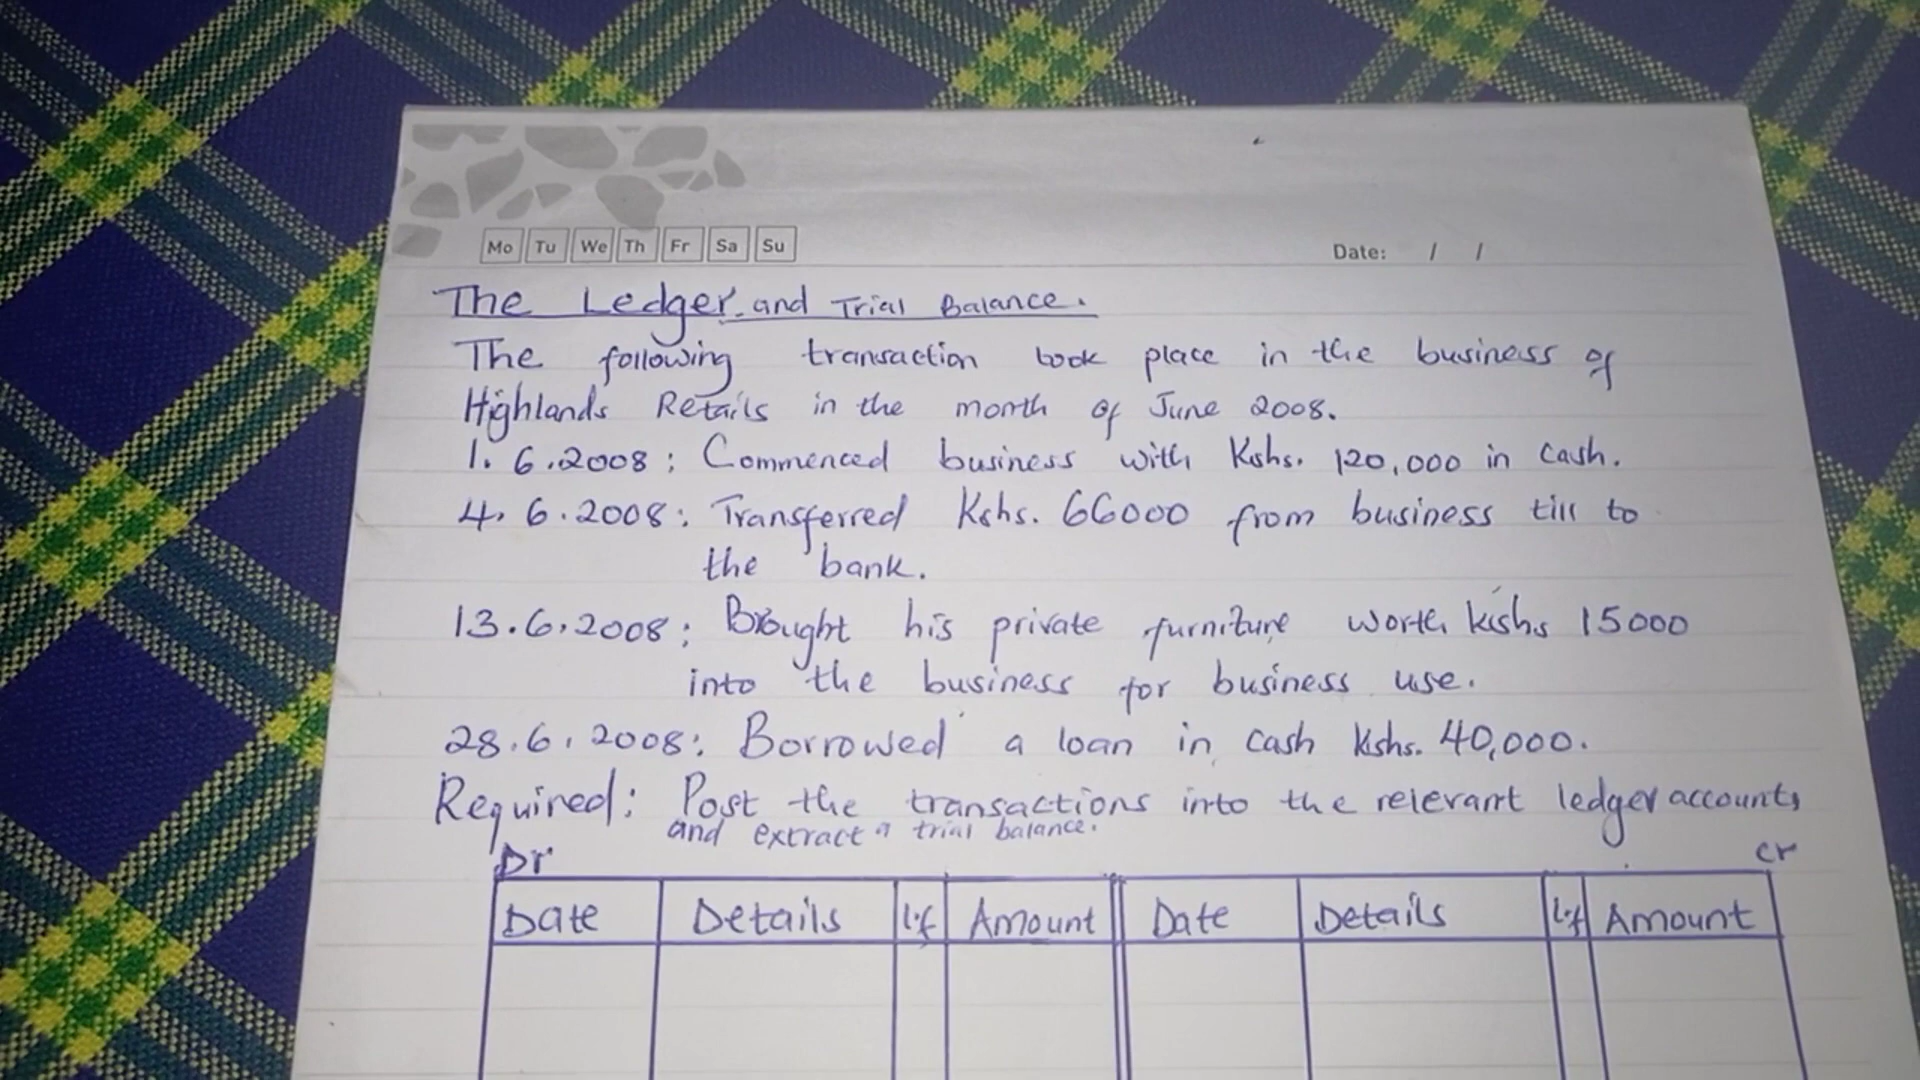 Mo Tu We Th Fr Sa Su Date: / /
The Ledger and Trial Balance.
The following transaction took place in the business of
Highlands Retails in the month of June 2008.
1. 6.2008: Commenced business with Kshs. 120,000 in cash.
4. 6.2008: Transferred Kshs. 66000 from business till to
the bank.
13.6.2008: Brought his private furniture worth kshs 15000
into the business for business use.
28.6.2008: Borrowed a loan in cash kshs. 40,000.
Required: Post the transactions into the relevant ledger accounts
and extract a trial balance.
Dr cr
Date Details l.f Amount Date Details l.f Amount